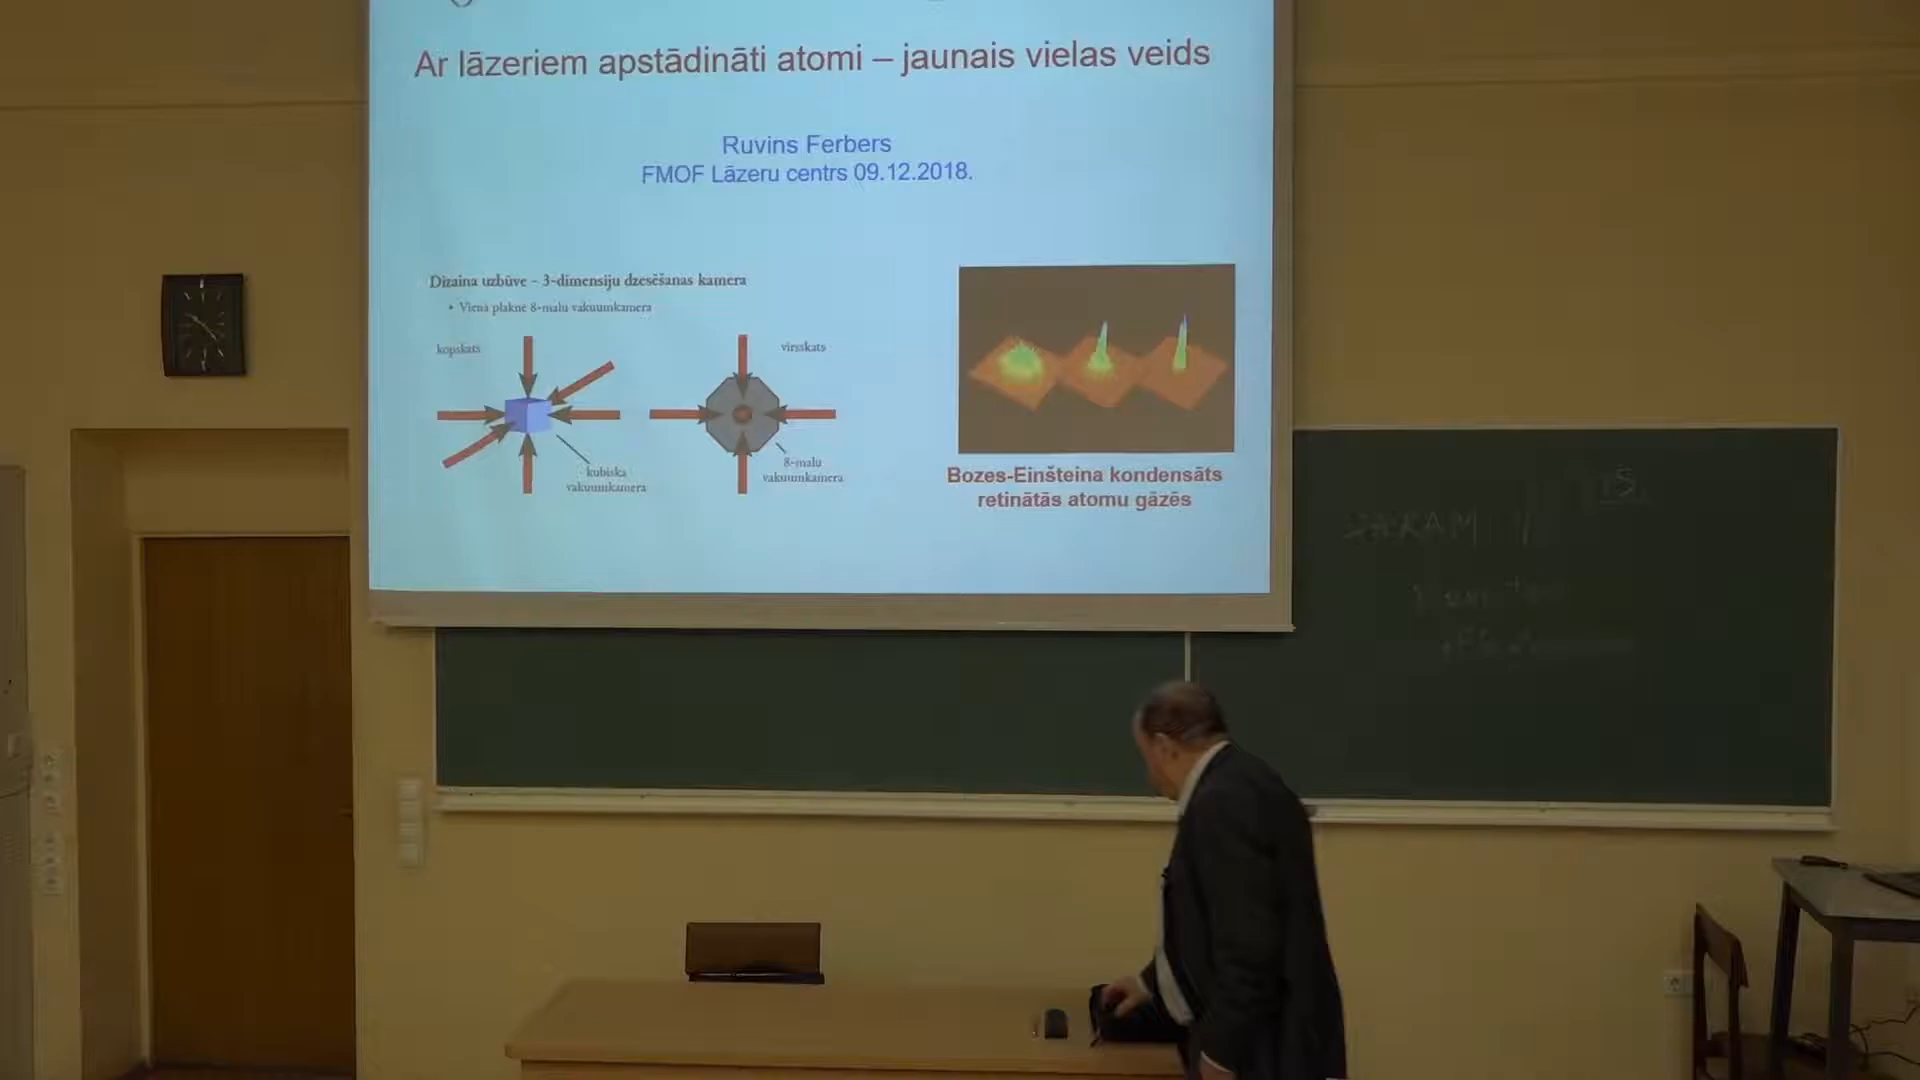 Ar lāzeriem apstādināti atomi – jaunais vielas veids
Ruvins Ferbers
FMOF Lāzeru centrs 09.12.2018.
Dizaina uzbūve - 3-dimensiju dzesēšanas kamera
• Vienā plaknē 8-malu vakuumkamera
kopskats
virsskats
kubiska
vakuumkamera
8-malu
vakuumkamera
Bozes-Einšteina kondensāts
retinātās atomu gāzēs